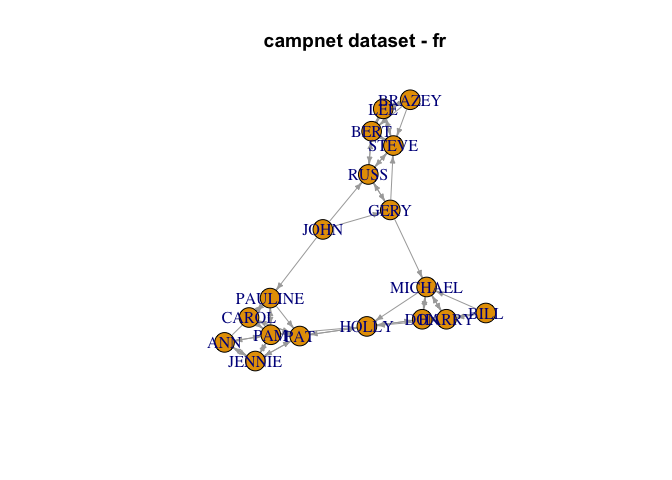 campnet dataset - fr
BRAZEY
LEE
BERT
STEVE
RUSS
GERY
JOHN
MICHAEL
PAULINE
BILL
CAROL
HOLLY
DON
HARRY
PAM
PAT
ANN
JENNIE